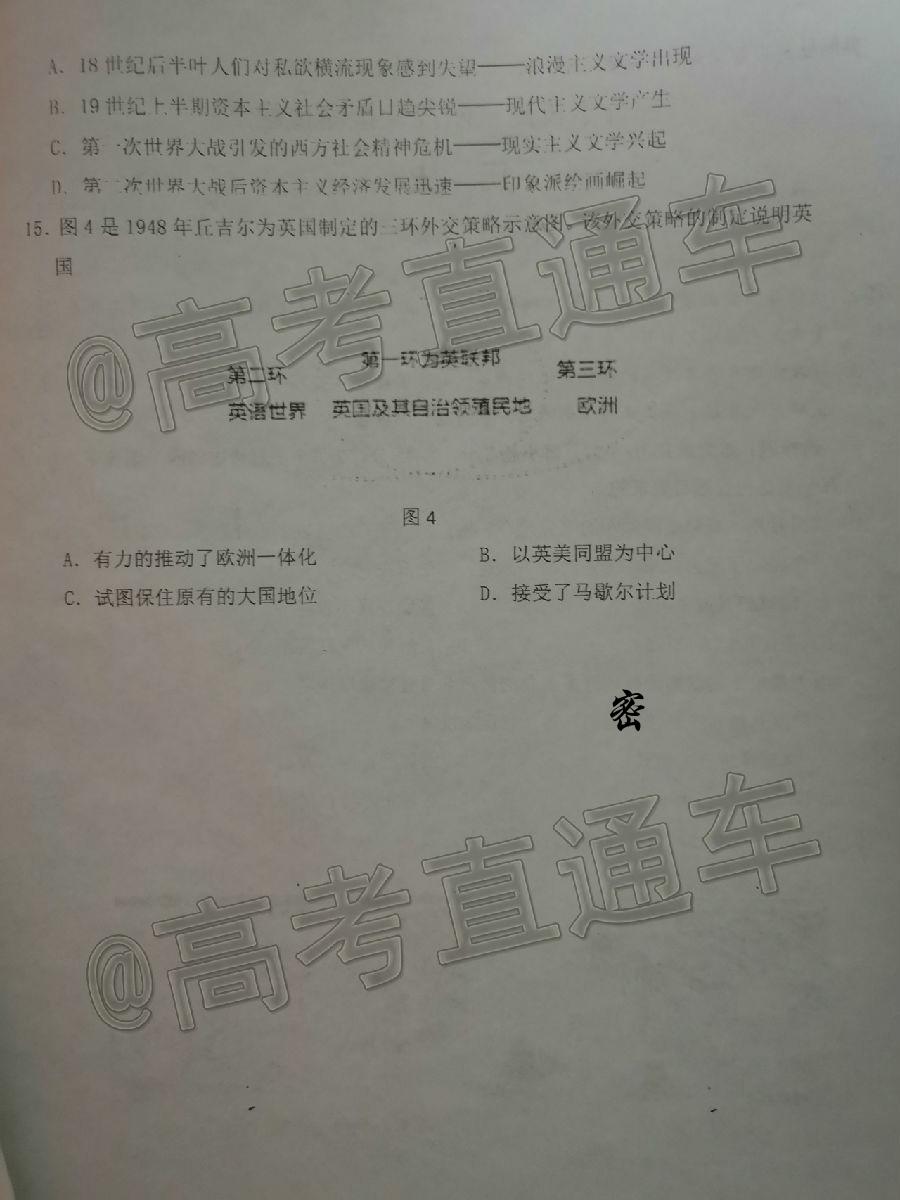 A. 18世纪后半叶人们对私欲横流现象感到失望——浪漫主义文学出现
B. 19世纪上半期资本主义社会矛盾日趋尖锐——现代主义文学产生
C. 第一次世界大战引发的西方社会精神危机——现实主义文学兴起
D. 第二次世界大战后资本主义经济发展迅速——印象派绘画崛起
15. 图4是1948年丘吉尔为英国制定的三环外交策略示意图。该外交策略的制定说明英
国
@高考直通车
第二环 第一环为英联邦 第三环
英语世界 英国及其自治领殖民地 欧洲
图4
A. 有力的推动了欧洲一体化 B. 以英美同盟为中心
C. 试图保住原有的大国地位 D. 接受了马歇尔计划
密
@高考直通车